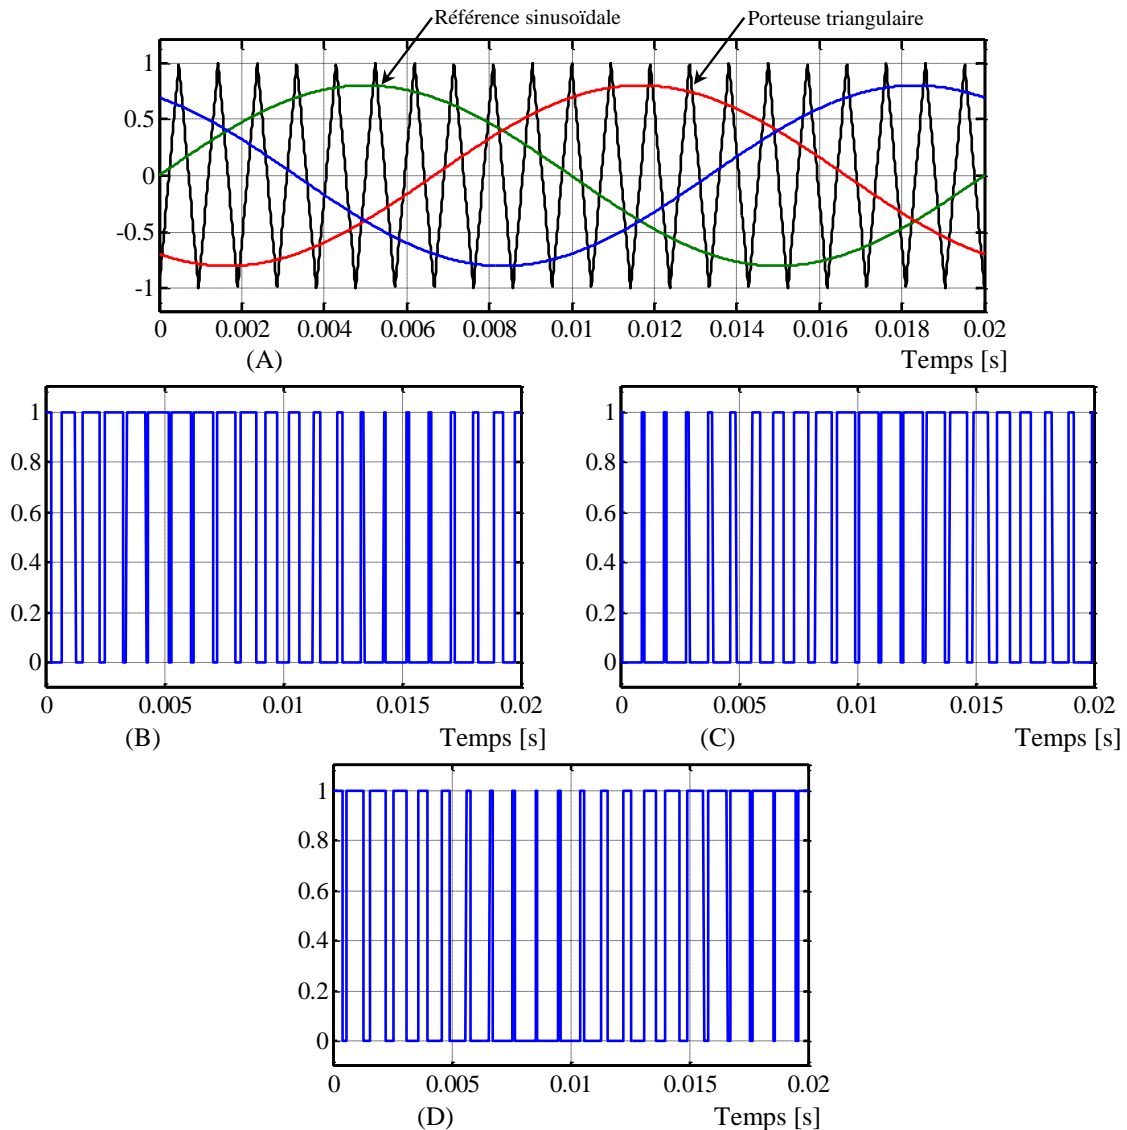 Référence sinusoïdale Porteuse triangulaire
1
0.5
0
-0.5
-1
0 0.002 0.004 0.006 0.008 0.01 0.012 0.014 0.016 0.018 0.02
(A) Temps [s]
1 1
0.8 0.8
0.6 0.6
0.4 0.4
0.2 0.2
0 0
0 0.005 0.01 0.015 0.02 0 0.005 0.01 0.015 0.02
(B) Temps [s] (C) Temps [s]
1
0.8
0.6
0.4
0.2
0
0 0.005 0.01 0.015 0.02
(D) Temps [s]